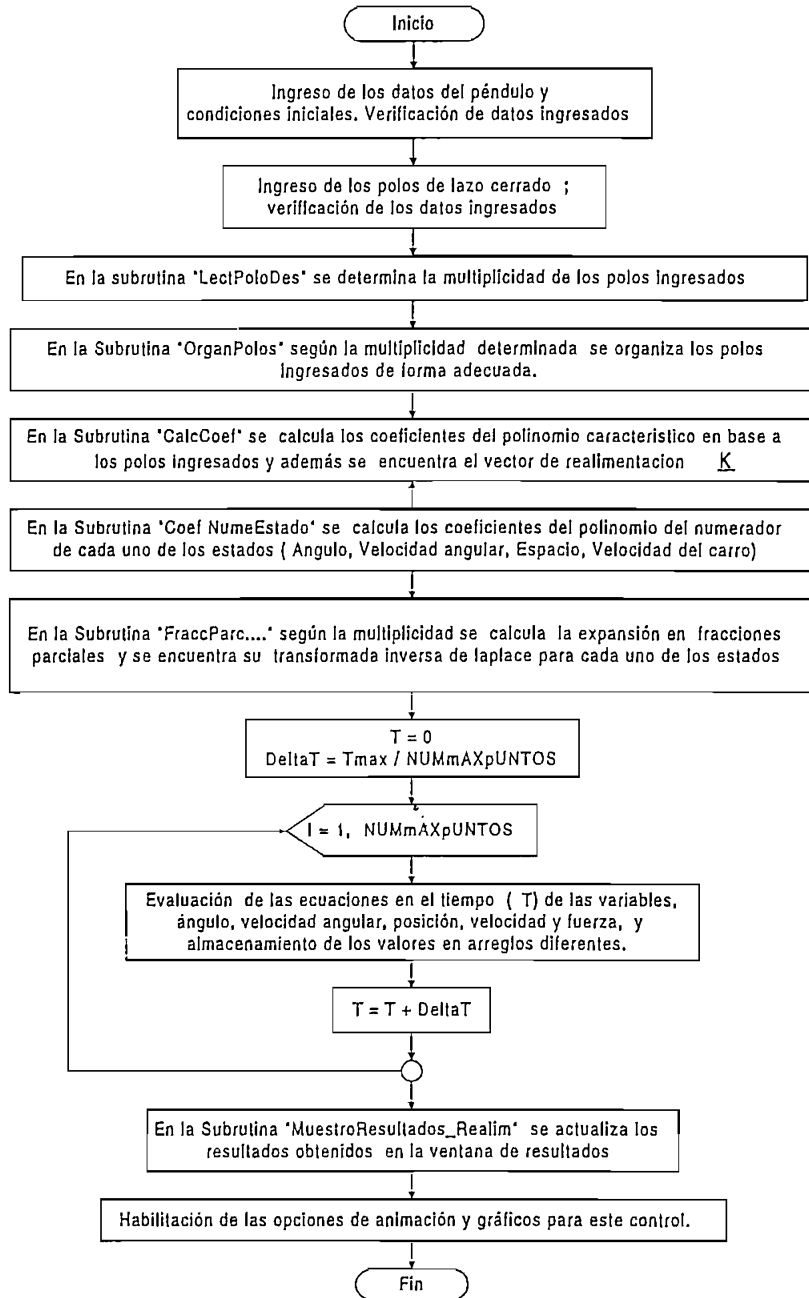 Inicio
Ingreso de los datos del péndulo y
condiciones iniciales. Verificación de datos ingresados
Ingreso de los polos de lazo cerrado ;
verificación de los datos ingresados
En la subrutina "LectPoloDes" se determina la multiplicidad de los polos ingresados
En la Subrutina "OrganPolos" según la multiplicidad determinada se organiza los polos
ingresados de forma adecuada.
En la Subrutina "CalcCoef" se calcula los coeficientes del polinomio caracteristico en base a
los polos ingresados y además se encuentra el vector de realimentacion K
En la Subrutina "Coef NumeEstado" se calcula los coeficientes del polinomio del numerador
de cada uno de los estados ( Angulo, Velocidad angular, Espacio, Velocidad del carro)
En la Subrutina "FraccParc...." según la multiplicidad se calcula la expansión en fracciones
parciales y se encuentra su transformada inversa de laplace para cada uno de los estados
T = 0
DeltaT = Tmax / NUMmAXpUNTOS
I = 1, NUMmAXpUNTOS
Evaluación de las ecuaciones en el tiempo ( T) de las variables,
ángulo, velocidad angular, posición, velocidad y fuerza, y
almacenamiento de los valores en arreglos diferentes.
T = T + DeltaT
En la Subrutina "MuestroResultados_Realim" se actualiza los
resultados obtenidos en la ventana de resultados
Habilitación de las opciones de animación y gráficos para este control.
Fin